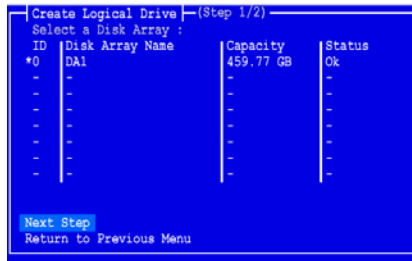 Create Logical Drive (Step 1/2)
Select a Disk Array :
ID Disk Array Name Capacity Status
*0 DA1 459.77 GB Ok
- - - -
- - - -
- - - -
- - - -
- - - -
- - - -
- - - -
Next Step
Return to Previous Menu